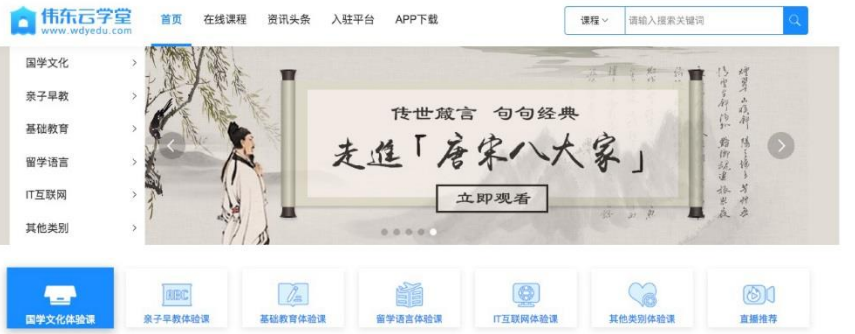 伟东云学堂
www.wdyedu.com
首页 在线课程 资讯头条 入驻平台 APP下载
课程 请输入搜索关键词
国学文化
亲子早教
基础教育
留学语言
IT互联网
其他类别
传世箴言 句句经典
走進「唐宋八大家」
立即观看
ABC
国学文化体验课 亲子早教体验课 基础教育体验课 留学语言体验课 IT互联网体验课 其他类别体验课 直播推荐